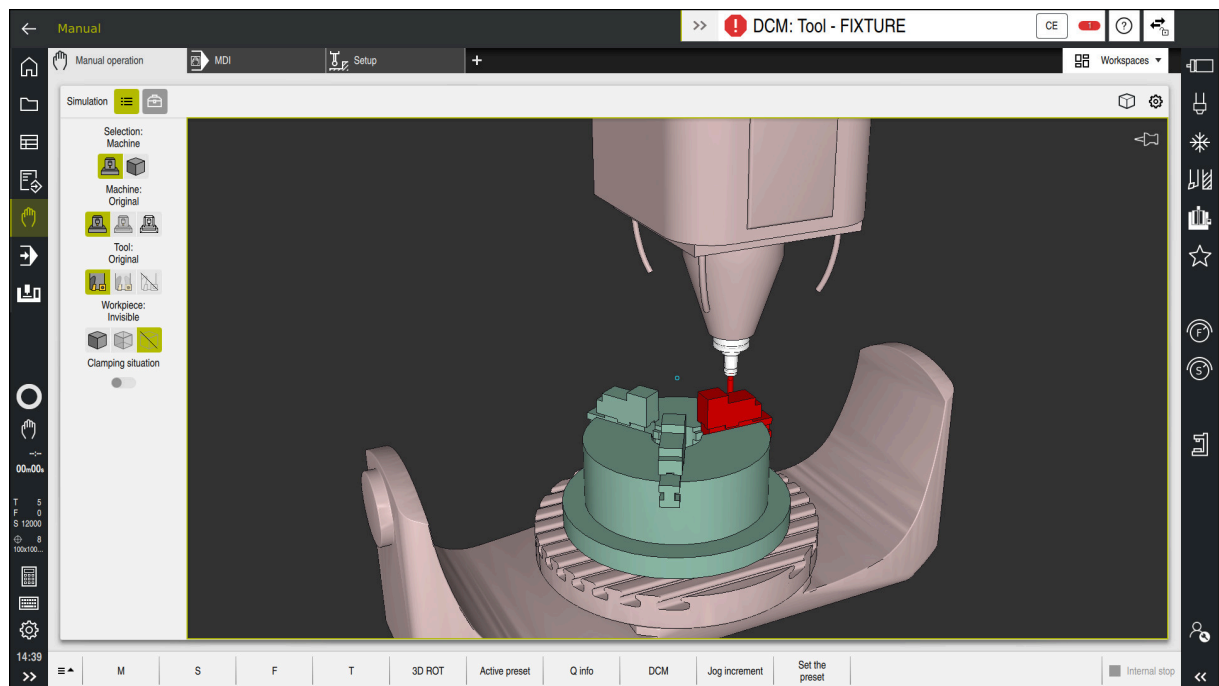 Manual
DCM: Tool - FIXTURE
CE
1
?
Manual operation
MDI
Setup
+
Workspaces
Simulation
Selection:
Machine
Machine:
Original
Tool:
Original
Workpiece:
Invisible
Clamping situation
F
S
--:--
00m00s
T 5
F 0
S 12000
8
100x100...
14:39
M
S
F
T
3D ROT
Active preset
Q info
DCM
Jog increment
Set the
preset
Internal stop